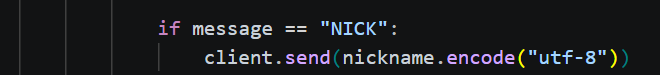 if message == "NICK":
client.send(nickname.encode("utf-8"))